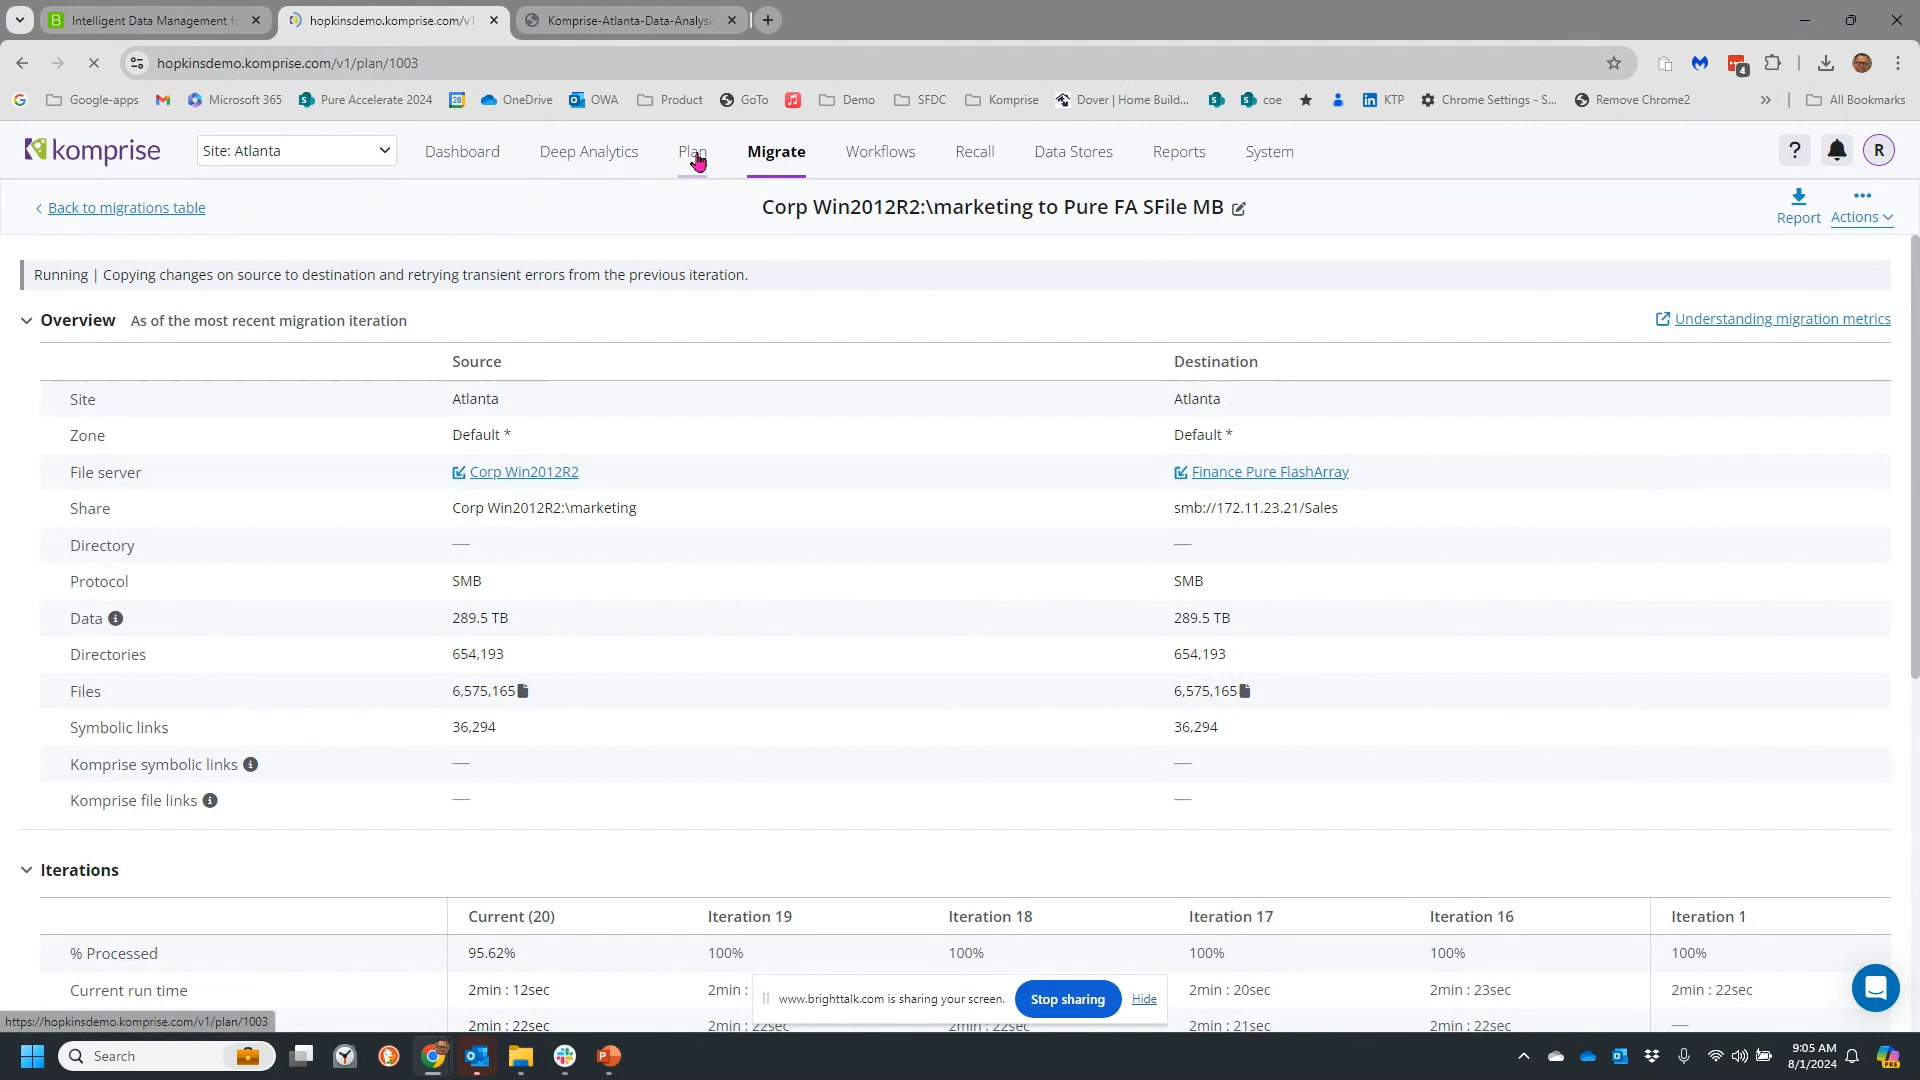 Intelligent Data Management fo
hopkinsdemo.komprise.com/v1
Komprise-Atlanta-Data-Analysis
hopkinsdemo.komprise.com/v1/plan/1003
4
Google-apps
Microsoft 365
Pure Accelerate 2024
28
OneDrive
OWA
Product
GoTo
Demo
SFDC
Komprise
Dover | Home Build...
coe
KTP
Chrome Settings - S...
Remove Chrome2
All Bookmarks
komprise
Site: Atlanta
Dashboard
Deep Analytics
Plan
Migrate
Workflows
Recall
Data Stores
Reports
System
?
R
Back to migrations table
Corp Win2012R2:\marketing to Pure FA SFile MB
Report
Actions
Running | Copying changes on source to destination and retrying transient errors from the previous iteration.
Overview As of the most recent migration iteration
Understanding migration metrics
Source Destination
Site Atlanta Atlanta
Zone Default * Default *
File server Corp Win2012R2 Finance Pure FlashArray
Share Corp Win2012R2:\marketing smb://172.11.23.21/Sales
Directory — —
Protocol SMB SMB
Data 289.5 TB 289.5 TB
Directories 654,193 654,193
Files 6,575,165 6,575,165
Symbolic links 36,294 36,294
Komprise symbolic links — —
Komprise file links — —
Iterations
Current (20) Iteration 19 Iteration 18 Iteration 17 Iteration 16 Iteration 1
% Processed 95.62% 100% 100% 100% 100% 100%
Current run time 2min : 12sec 2min : 2min : 20sec 2min : 23sec 2min : 22sec
www.brighttalk.com is sharing your screen.
Stop sharing
Hide
2min : 22sec 2min : 22sec 2min : 22sec 2min : 21sec 2min : 22sec —
https://hopkinsdemo.komprise.com/v1/plan/1003
Search
9:05 AM
8/1/2024
PRE